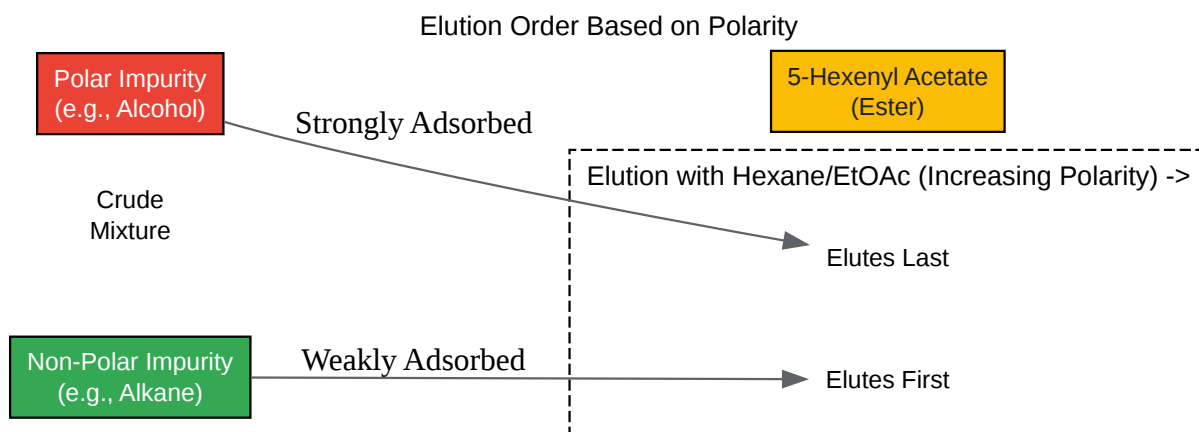 Elution Order Based on Polarity
Polar Impurity
(e.g., Alcohol)
5-Hexenyl Acetate
(Ester)
Strongly Adsorbed
Elution with Hexane/EtOAc (Increasing Polarity) ->
Crude
Mixture
Elutes Last
Non-Polar Impurity
(e.g., Alkane)
Weakly Adsorbed
Elutes First